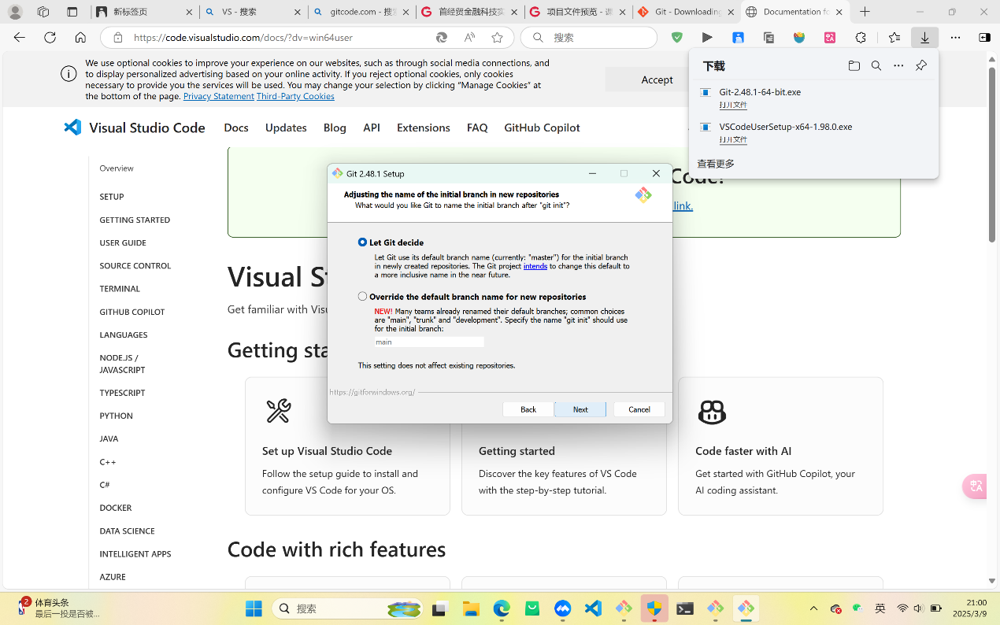 新标签页
VS - 搜索
gitcode.com - 搜
首经贸金融科技实
项目文件预览 - 课
Git - Downloading
Documentation fo
https://code.visualstudio.com/docs/?dv=win64user
搜索
We use optional cookies to improve your experience on our websites, such as through social media connections, and
to display personalized advertising based on your online activity. If you reject optional cookies, only cookies
necessary to provide you the services will be used. You may change your selection by clicking “Manage Cookies” at
the bottom of the page. Privacy Statement Third-Party Cookies
Accept
下载
Git-2.48.1-64-bit.exe
打开文件
VSCodeUserSetup-x64-1.98.0.exe
打开文件
查看更多
Visual Studio Code
Docs
Updates
Blog
API
Extensions
FAQ
GitHub Copilot
Overview
SETUP
GETTING STARTED
USER GUIDE
SOURCE CONTROL
TERMINAL
GITHUB COPILOT
LANGUAGES
NODE.JS /
JAVASCRIPT
TYPESCRIPT
PYTHON
JAVA
C++
C#
DOCKER
DATA SCIENCE
INTELLIGENT APPS
AZURE
Code!
link.
Visual St
Get familiar with Visu
Getting sta
Git 2.48.1 Setup
Adjusting the name of the initial branch in new repositories
What would you like Git to name the initial branch after "git init"?
Let Git decide
Let Git use its default branch name (currently: "master") for the initial branch
in newly created repositories. The Git project intends to change this default to
a more inclusive name in the near future.
Override the default branch name for new repositories
NEW! Many teams already renamed their default branches; common choices
are "main", "trunk" and "development". Specify the name "git init" should use
for the initial branch:
main
This setting does not affect existing repositories.
https://gitforwindows.org/
Back
Next
Cancel
Set up Visual Studio Code
Follow the setup guide to install and
configure VS Code for your OS.
Getting started
Discover the key features of VS Code
with the step-by-step tutorial.
Code faster with AI
Get started with GitHub Copilot, your
AI coding assistant.
Code with rich features
2
体育头条
最后一投是否被...
搜索
英
21:00
2025/3/9